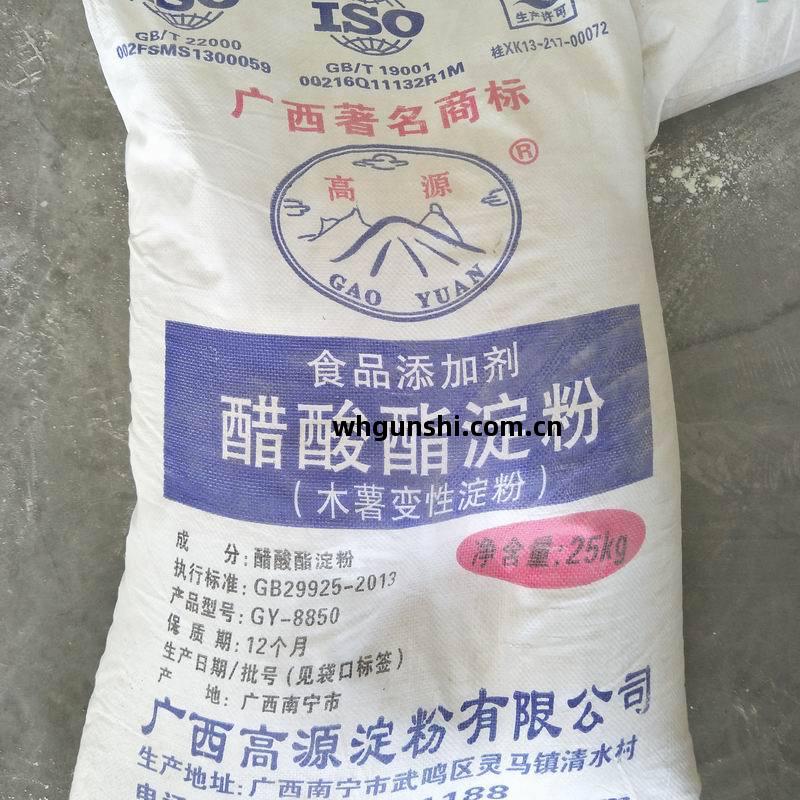 ISO
GB/T 22000
002FSMS1300059
GB/T 19001
00216Q11132R1M
生产许可
桂XK13-217-00072
广西著名商标
®
高 源
GAO YUAN
食品添加剂
醋酸酯淀粉
whgunshi.com.cn
(木薯变性淀粉)
净含量:25kg
成 分:醋酸酯淀粉
执行标准:GB29925-2013
产品型号:GY-8850
保 质 期:12个月
生产日期/批号(见袋口标签)
产 地:广西南宁市
广西高源淀粉有限公司
生产地址:广西南宁市武鸣区灵马镇清水村
1188